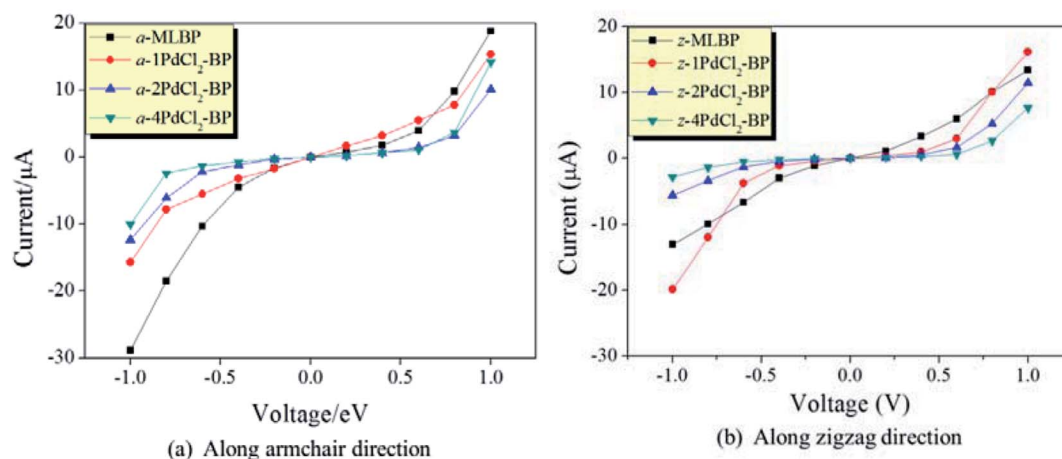 20
10
0
-10
-20
-30
Current/μA
a-MLBP
a-1PdCl₂-BP
a-2PdCl₂-BP
a-4PdCl₂-BP
-1.0 -0.5 0.0 0.5 1.0
Voltage/eV
(a) Along armchair direction
20
10
0
-10
-20
-30
Current (μA)
z-MLBP
z-1PdCl₂-BP
z-2PdCl₂-BP
z-4PdCl₂-BP
-1.0 -0.5 0.0 0.5 1.0
Voltage (V)
(b) Along zigzag direction